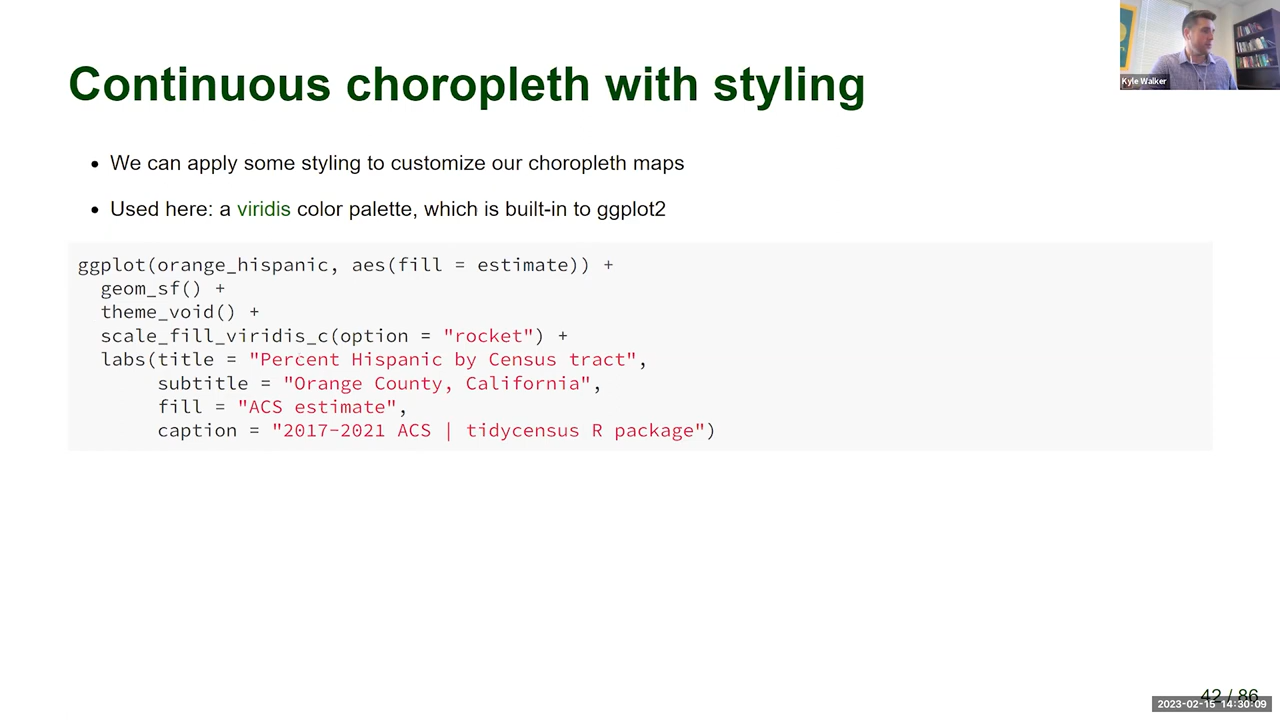 Continuous choropleth with styling
Kyle Walker
• We can apply some styling to customize our choropleth maps
• Used here: a viridis color palette, which is built-in to ggplot2
ggplot(orange_hispanic, aes(fill = estimate)) +
  geom_sf() +
  theme_void() +
  scale_fill_viridis_c(option = "rocket") +
  labs(title = "Percent Hispanic by Census tract",
       subtitle = "Orange County, California",
       fill = "ACS estimate",
       caption = "2017-2021 ACS | tidycensus R package")
42 / 86
2023-02-15 14:30:09